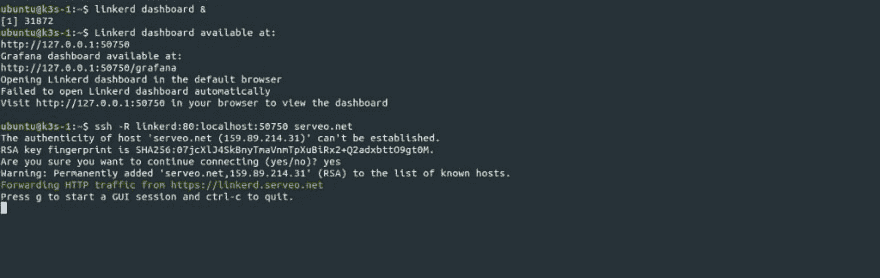 ubuntu@k3s-1:~$ linkerd dashboard &
[1] 31872
ubuntu@k3s-1:~$ Linkerd dashboard available at:
http://127.0.0.1:50750
Grafana dashboard available at:
http://127.0.0.1:50750/grafana
Opening Linkerd dashboard in the default browser
Failed to open Linkerd dashboard automatically
Visit http://127.0.0.1:50750 in your browser to view the dashboard
ubuntu@k3s-1:~$ ssh -R linkerd:80:localhost:50750 serveo.net
The authenticity of host 'serveo.net (159.89.214.31)' can't be established.
RSA key fingerprint is SHA256:07jcXlJ4SkBnyTmaVnmTpXuBiRx2+Q2adxbttO9gt0M.
Are you sure you want to continue connecting (yes/no)? yes
Warning: Permanently added 'serveo.net,159.89.214.31' (RSA) to the list of known hosts.
Forwarding HTTP traffic from https://linkerd.serveo.net
Press g to start a GUI session and ctrl-c to quit.